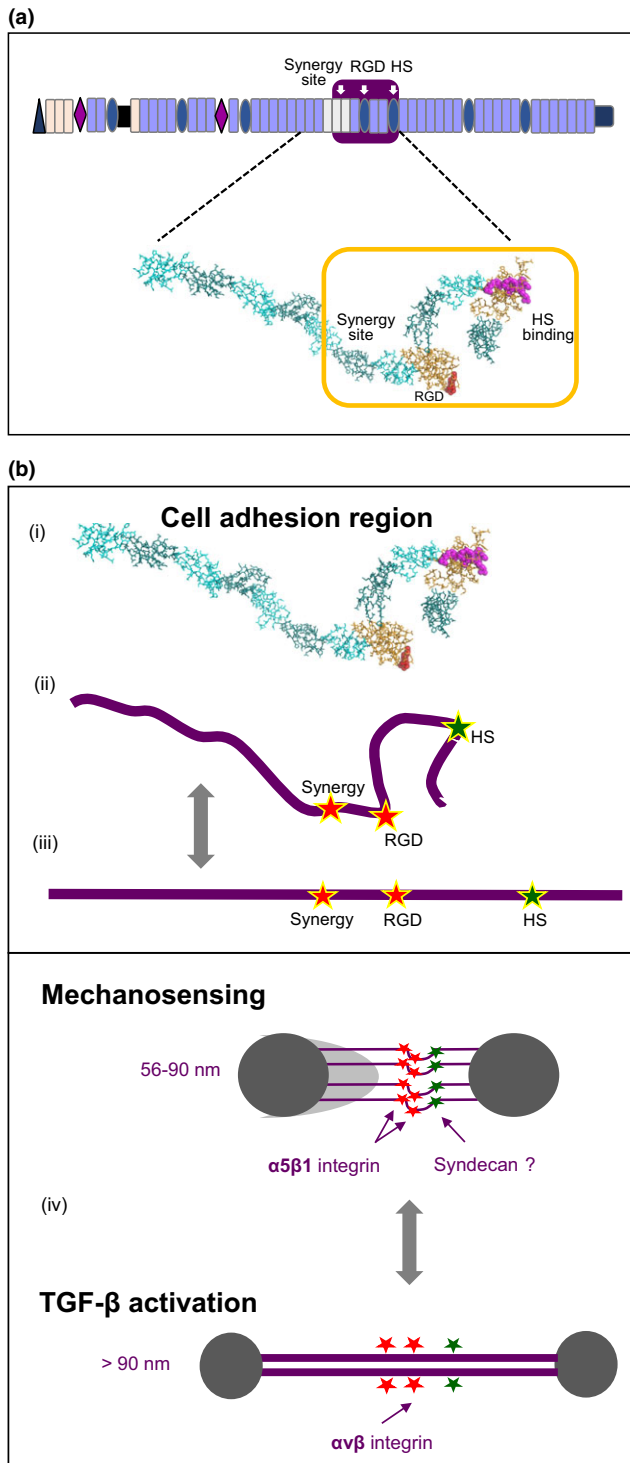 (a)
Synergy
site
RGD HS
Synergy
site
HS
binding
RGD
(b)
Cell adhesion region
(i)
(ii)
HS
Synergy
RGD
(iii)
Synergy RGD HS
Mechanosensing
56-90 nm
α5β1 integrin Syndecan ?
(iv)
TGF-β activation
> 90 nm
αvβ integrin